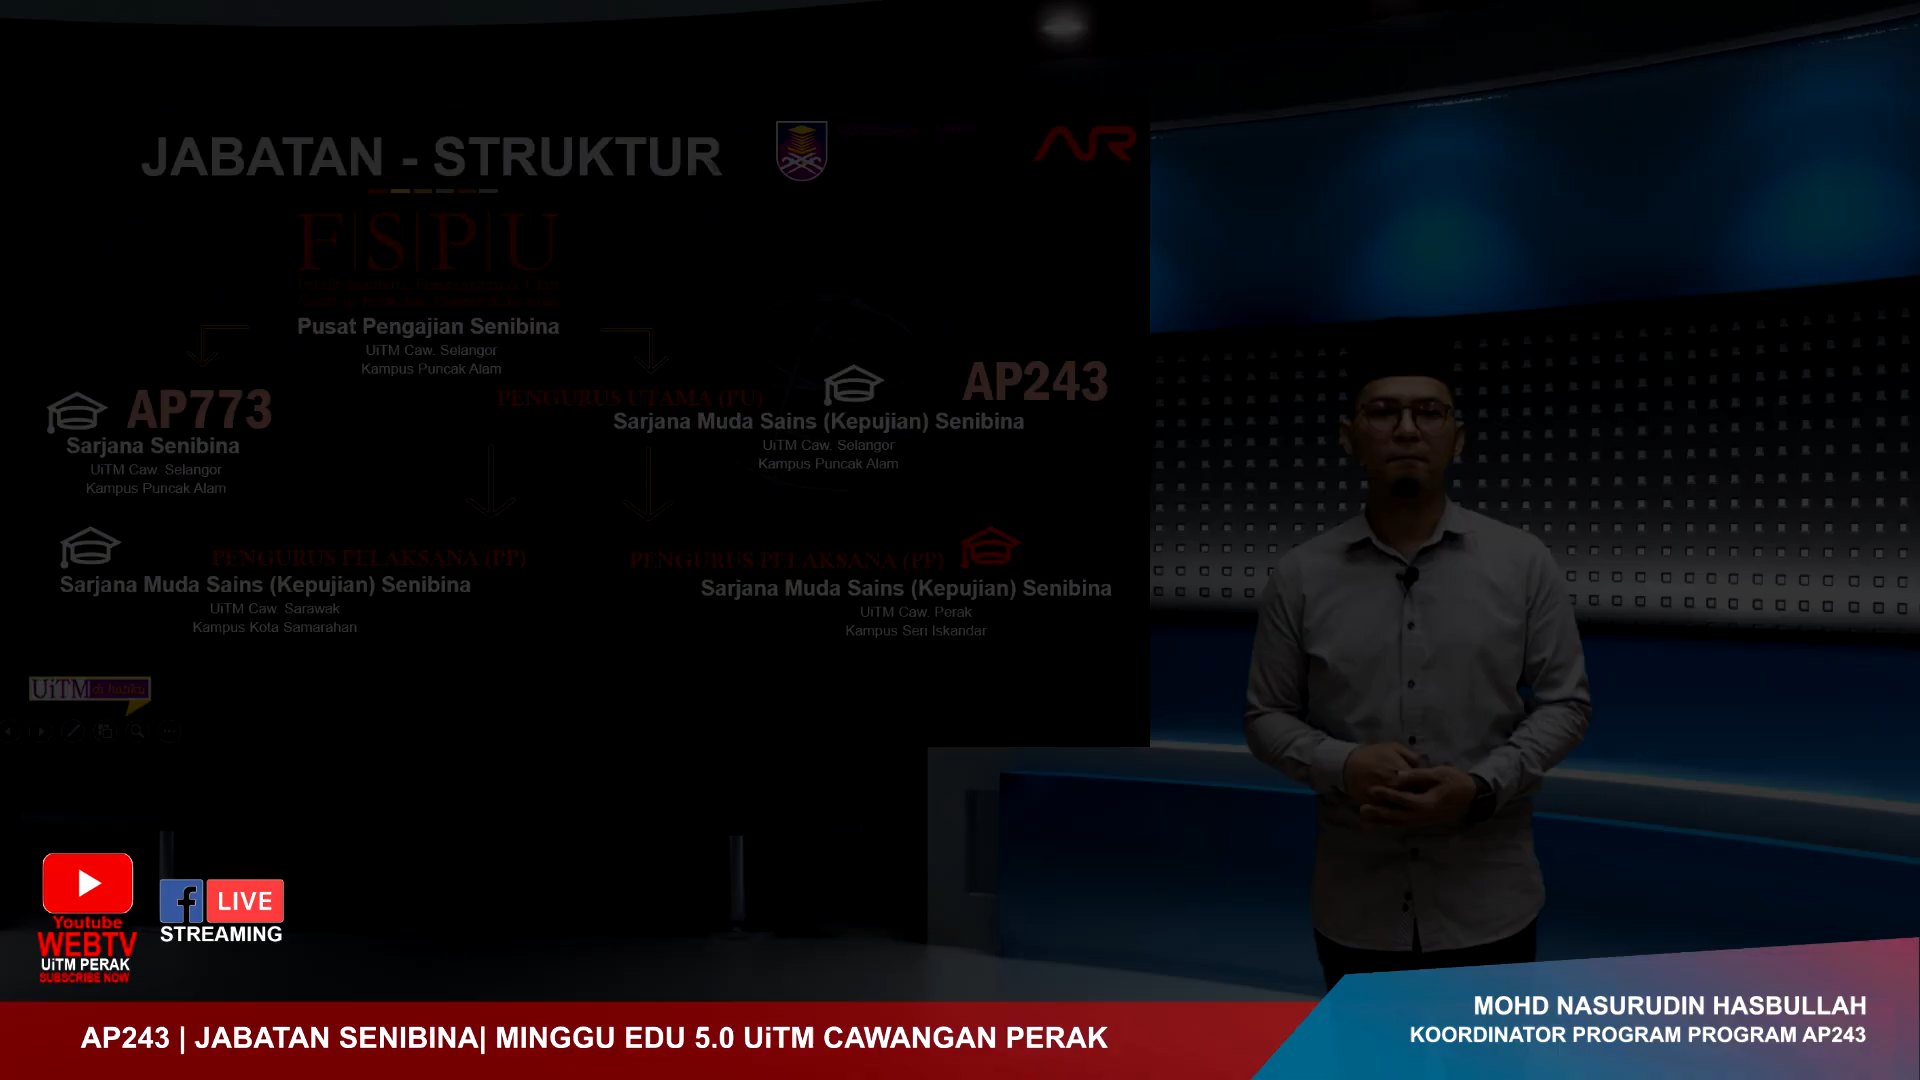 JABATAN - STRUKTUR
F|S|P|U
Pusat Pengajian Senibina
UiTM Caw. Selangor
Kampus Puncak Alam
AP773
Sarjana Senibina
UiTM Caw. Selangor
Kampus Puncak Alam
PENGURUS UTAMA (PU)
AP243
Sarjana Muda Sains (Kepujian) Senibina
UiTM Caw. Selangor
Kampus Puncak Alam
PENGURUS PELAKSANA (PP)
Sarjana Muda Sains (Kepujian) Senibina
UiTM Caw. Sarawak
Kampus Kota Samarahan
PENGURUS PELAKSANA (PP)
Sarjana Muda Sains (Kepujian) Senibina
UiTM Caw. Perak
Kampus Seri Iskandar
UiTM di hatiku
Youtube
WEBTV
UiTM PERAK
SUBSCRIBE NOW
f LIVE
STREAMING
AP243 | JABATAN SENIBINA| MINGGU EDU 5.0 UiTM CAWANGAN PERAK
MOHD NASURUDIN HASBULLAH
KOORDINATOR PROGRAM PROGRAM AP243